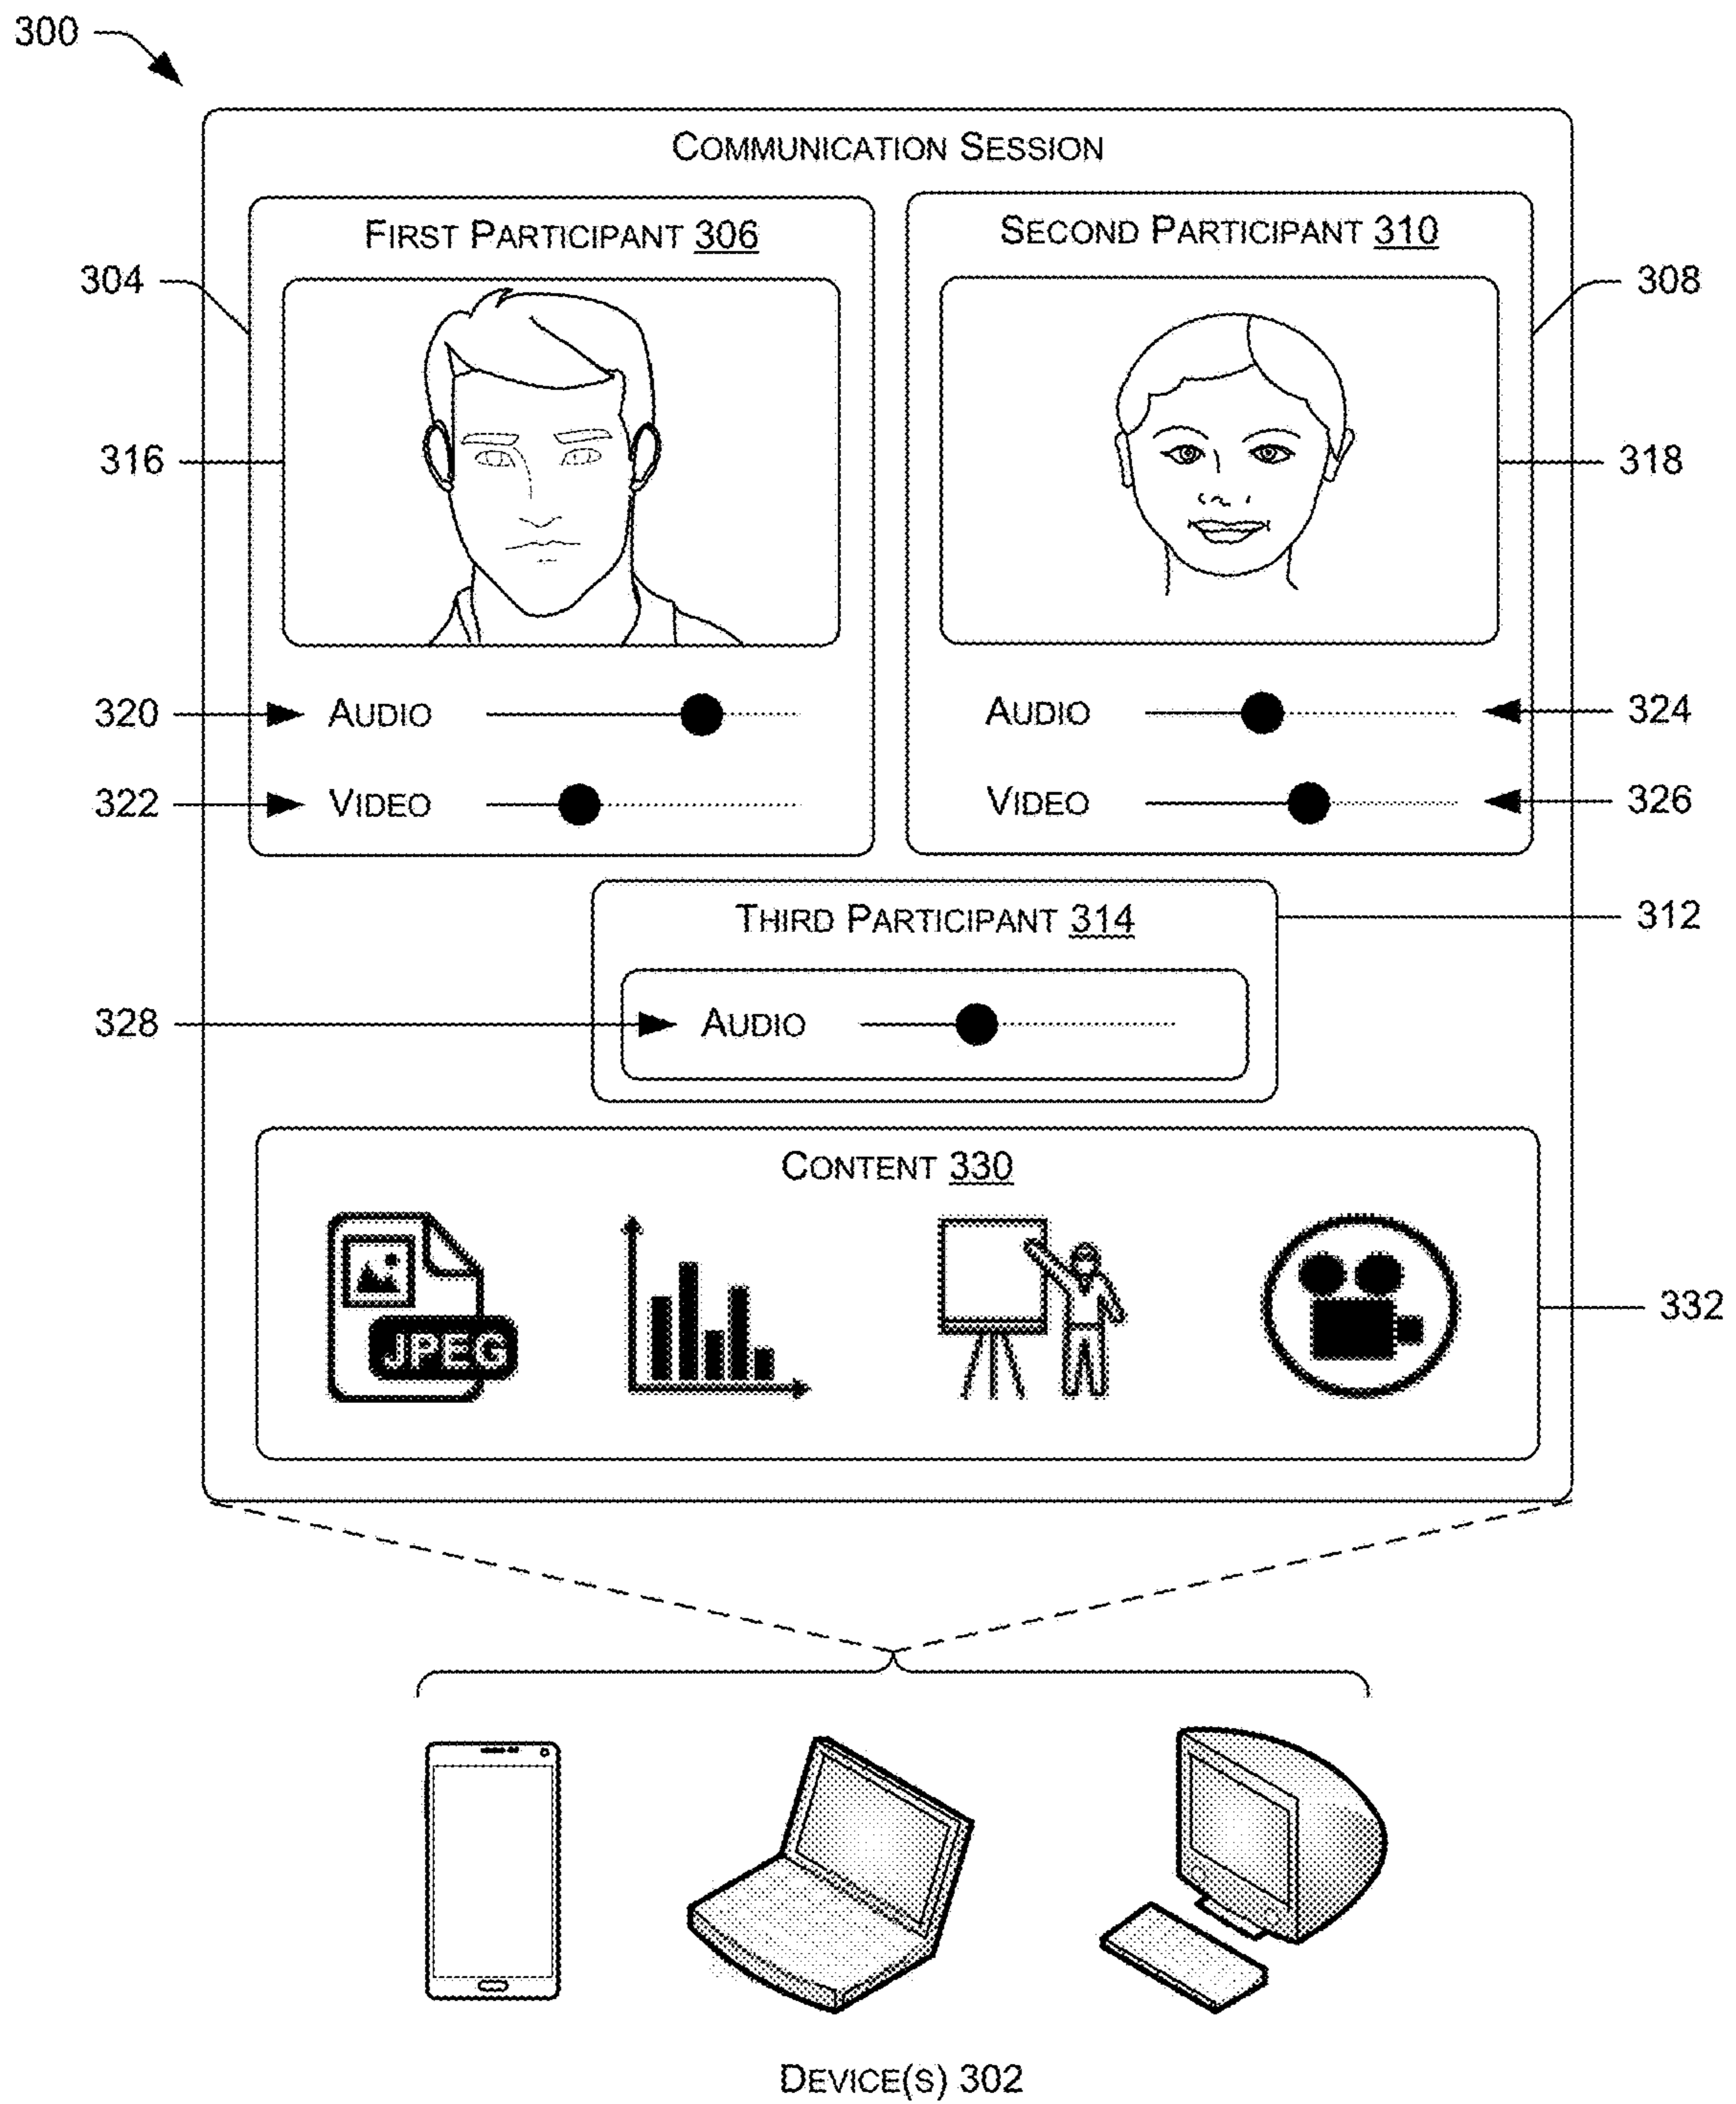 300
COMMUNICATION SESSION
FIRST PARTICIPANT 306
SECOND PARTICIPANT 310
304
308
316
318
320
AUDIO
AUDIO
324
322
VIDEO
VIDEO
326
THIRD PARTICIPANT 314
312
328
AUDIO
CONTENT 330
JPEG
332
DEVICE(S) 302